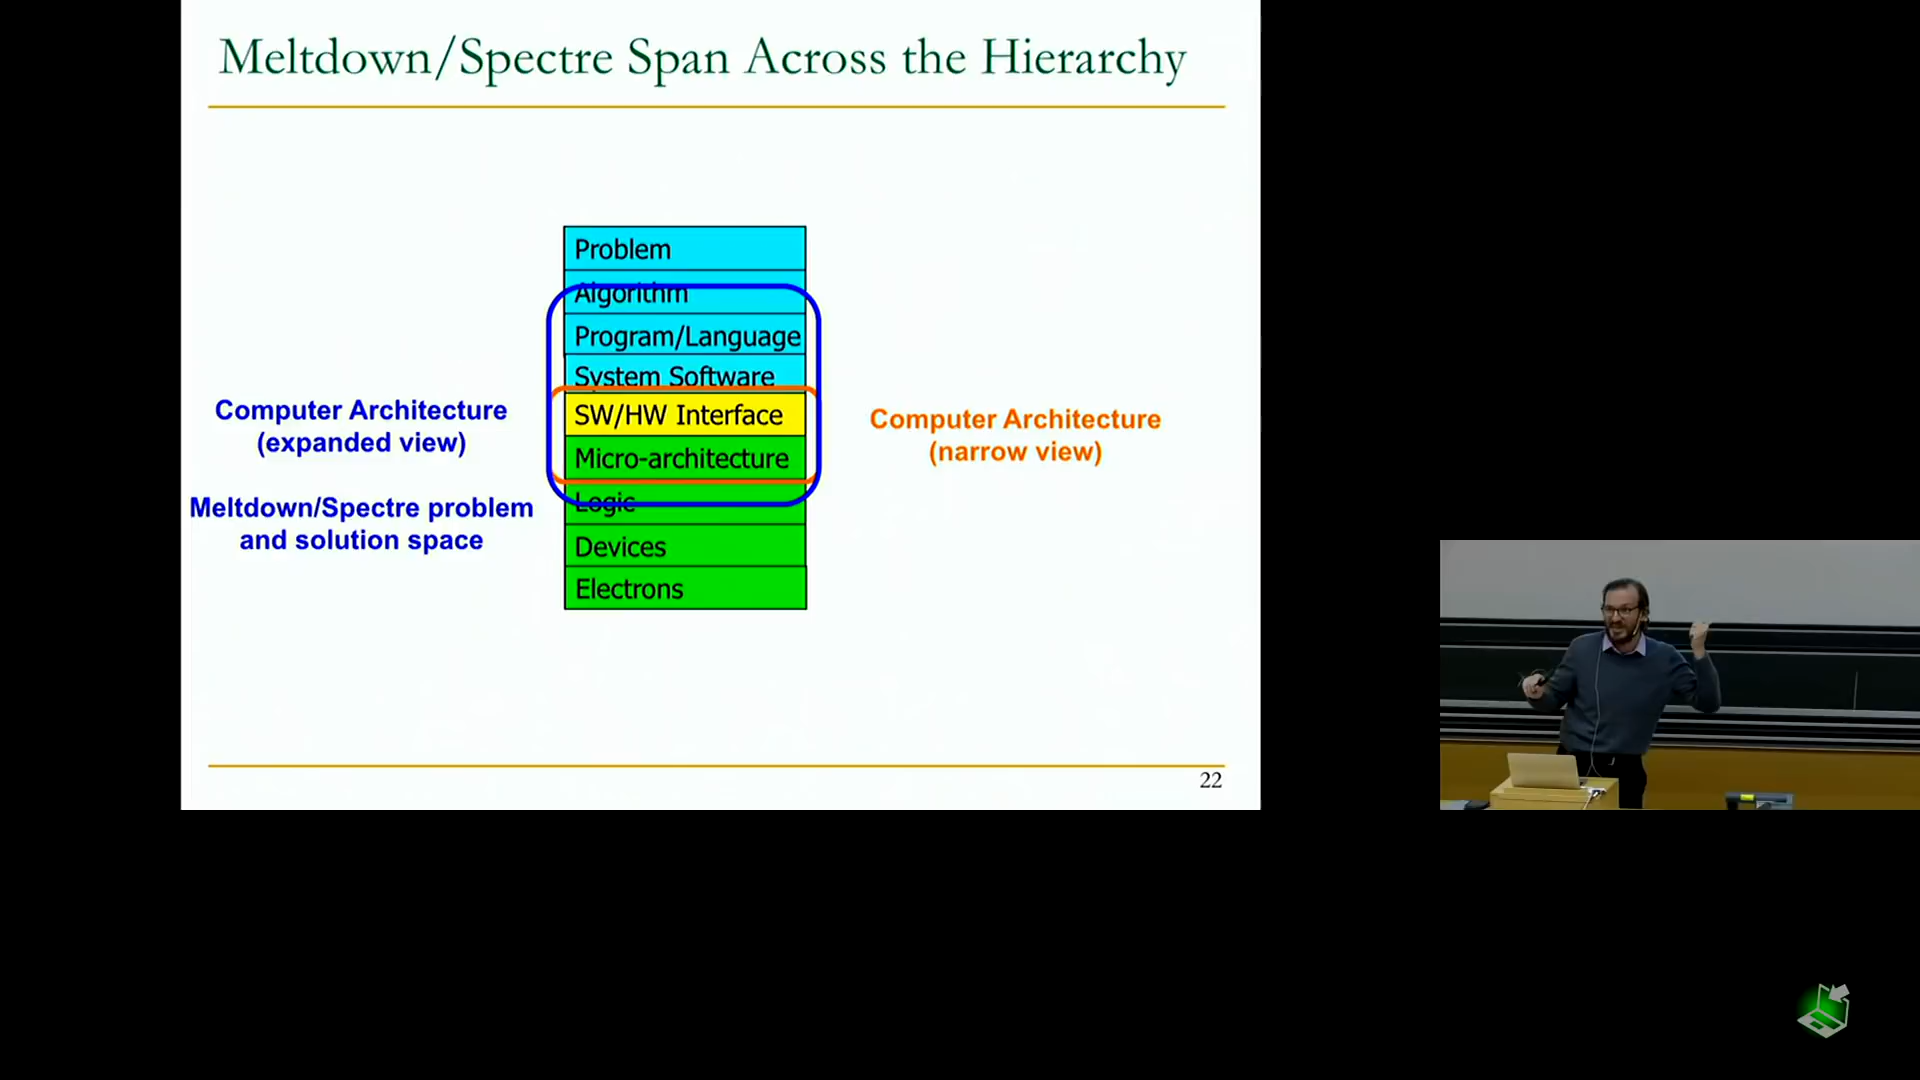 Meltdown/Spectre Span Across the Hierarchy
Problem
Algorithm
Program/Language
System Software
SW/HW Interface
Micro-architecture
Logic
Devices
Electrons
Computer Architecture
(expanded view)
Meltdown/Spectre problem
and solution space
Computer Architecture
(narrow view)
22